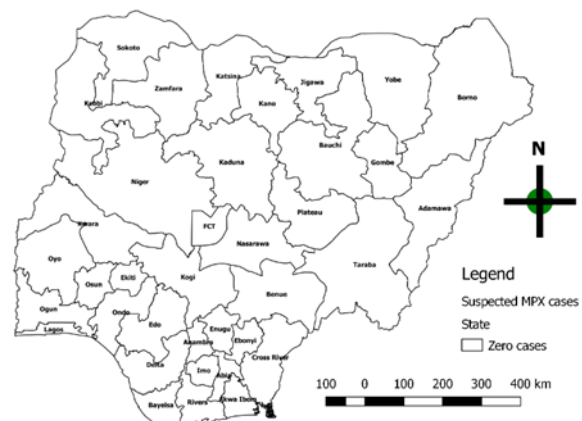 Sokoto
Katsina
Jigawa
Yobe
Borno
Zamfara
Kebbi
Kano
Bauchi
Kaduna
Gombe
N
Niger
Adamawa
Plateau
FCT
Kwara
Nasarawa
Oyo
Taraba
Kogi
Osun
Ekiti
Benue
Ogun
Ondo
Lagos
Edo
Enugu
Anambra
Ebonyi
Cross River
Delta
Imo
Abia
Bayelsa
Rivers
Akwa Ibom
Legend
Suspected MPX cases
State
Zero cases
100 0 100 200 300 400 km